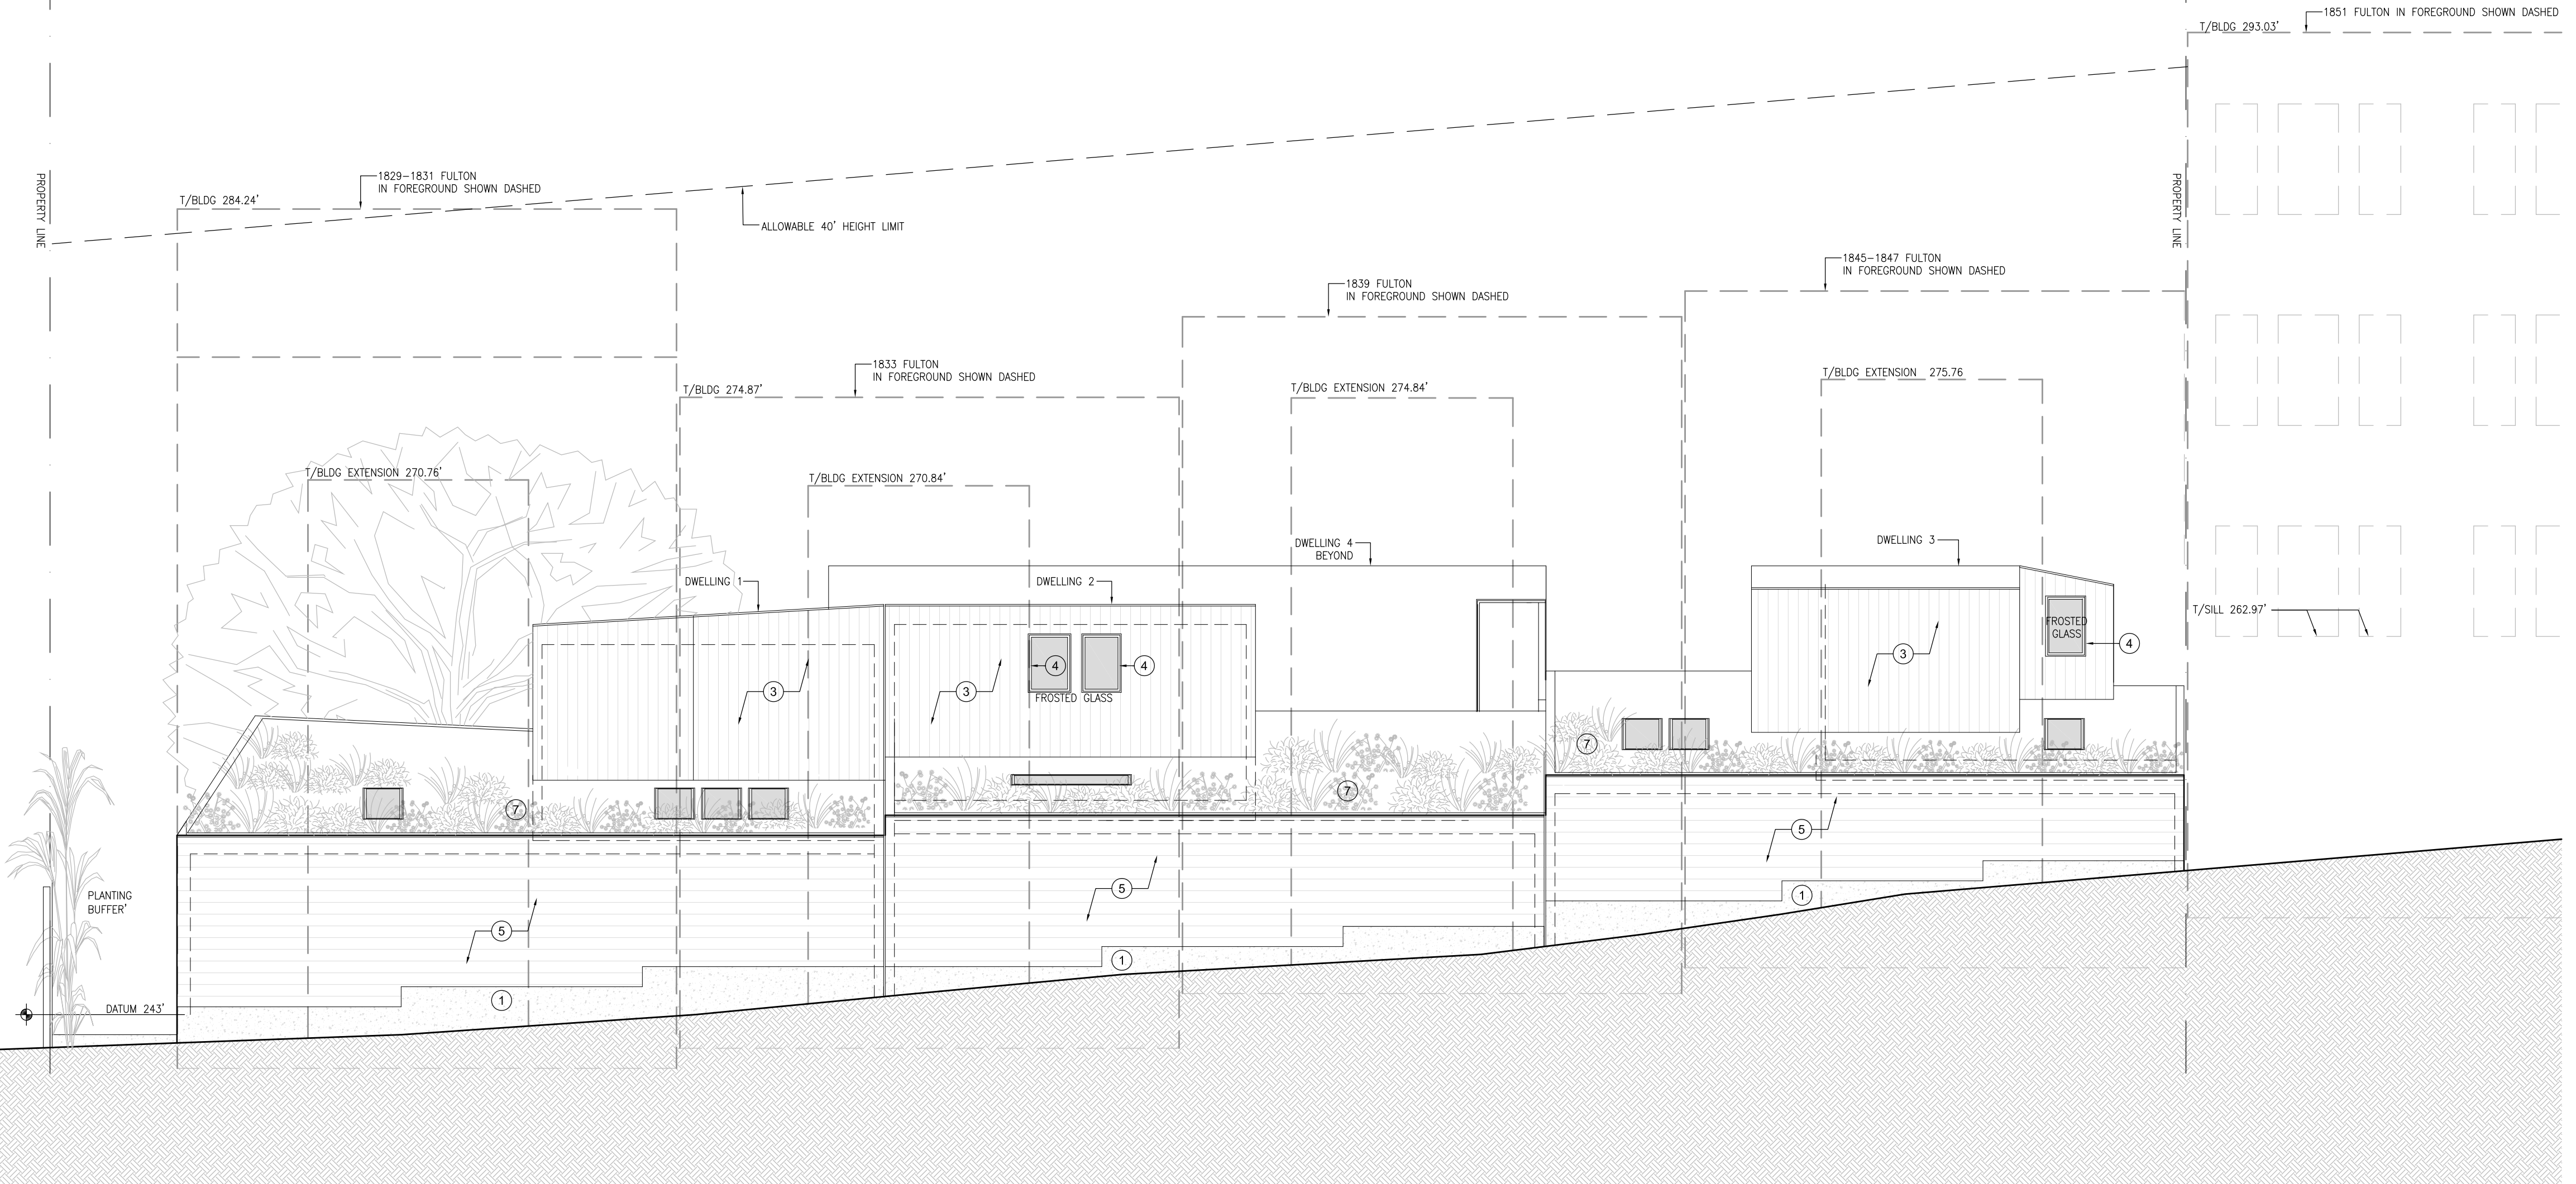 1851 FULTON IN FOREGROUND SHOWN DASHED
T/BLDG 293.03'
PROPERTY LINE
1829-1831 FULTON
IN FOREGROUND SHOWN DASHED
T/BLDG 284.24'
ALLOWABLE 40' HEIGHT LIMIT
PROPERTY LINE
1845-1847 FULTON
IN FOREGROUND SHOWN DASHED
1839 FULTON
IN FOREGROUND SHOWN DASHED
1833 FULTON
IN FOREGROUND SHOWN DASHED
T/BLDG 274.87'
T/BLDG EXTENSION 274.84'
T/BLDG EXTENSION 275.76
T/BLDG EXTENSION 270.76'
T/BLDG EXTENSION 270.84'
DWELLING 4
BEYOND
DWELLING 3
DWELLING 1
DWELLING 2
T/SILL 262.97'
FROSTED
GLASS
4
3
4
4
3
3
FROSTED GLASS
7
7
7
5
5
5
PLANTING
BUFFER'
1
1
1
DATUM 243'